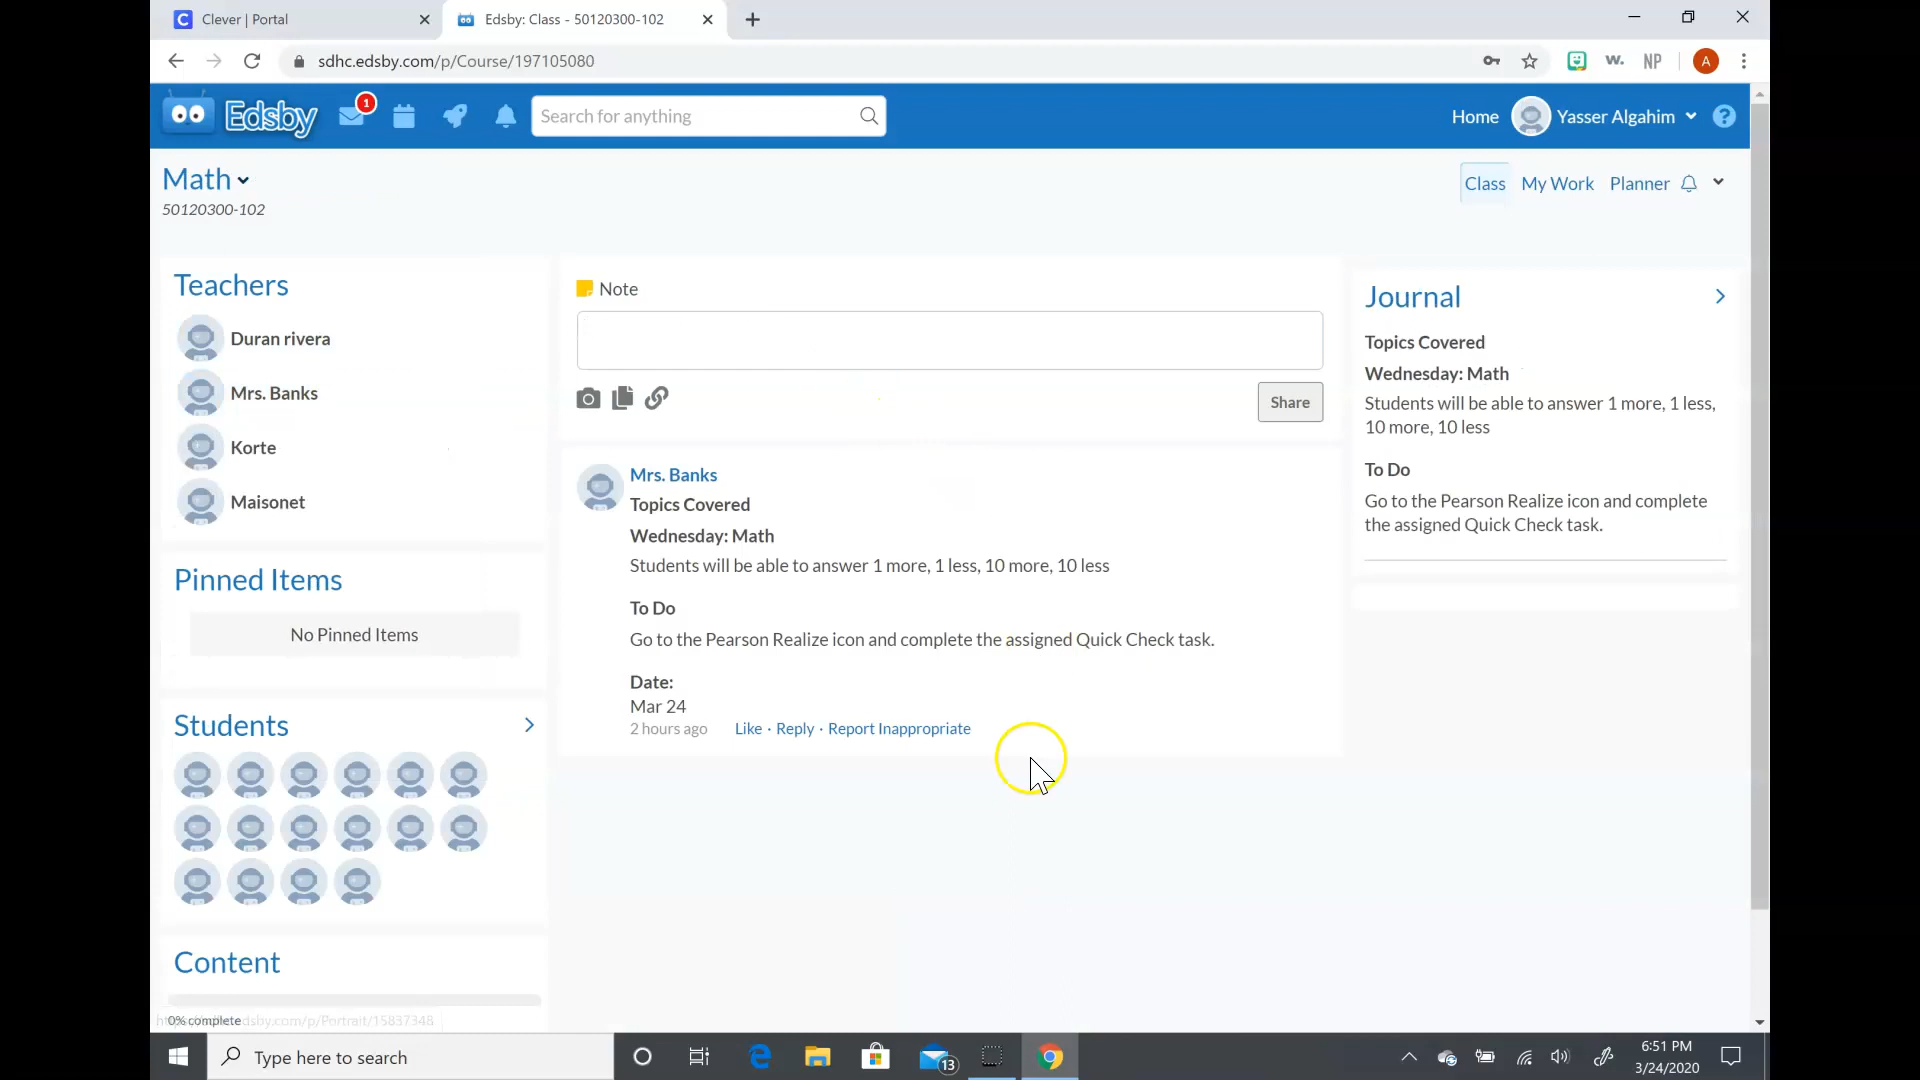 Clever | Portal
Edsby: Class - 50120300-102
sdhc.edsby.com/p/Course/197105080
w.
NP
A
Edsby
1
Search for anything
Home
Yasser Algahim
?
Math
50120300-102
Class
My Work
Planner
Teachers
Duran rivera
Mrs. Banks
Korte
Maisonet
Pinned Items
No Pinned Items
Students
Content
0% complete
Note
Share
Mrs. Banks
Topics Covered
Wednesday: Math
Students will be able to answer 1 more, 1 less, 10 more, 10 less
To Do
Go to the Pearson Realize icon and complete the assigned Quick Check task.
Date:
Mar 24
2 hours ago
Like · Reply · Report Inappropriate
Journal
Topics Covered
Wednesday: Math
Students will be able to answer 1 more, 1 less,
10 more, 10 less
To Do
Go to the Pearson Realize icon and complete
the assigned Quick Check task.
Type here to search
13
6:51 PM
3/24/2020